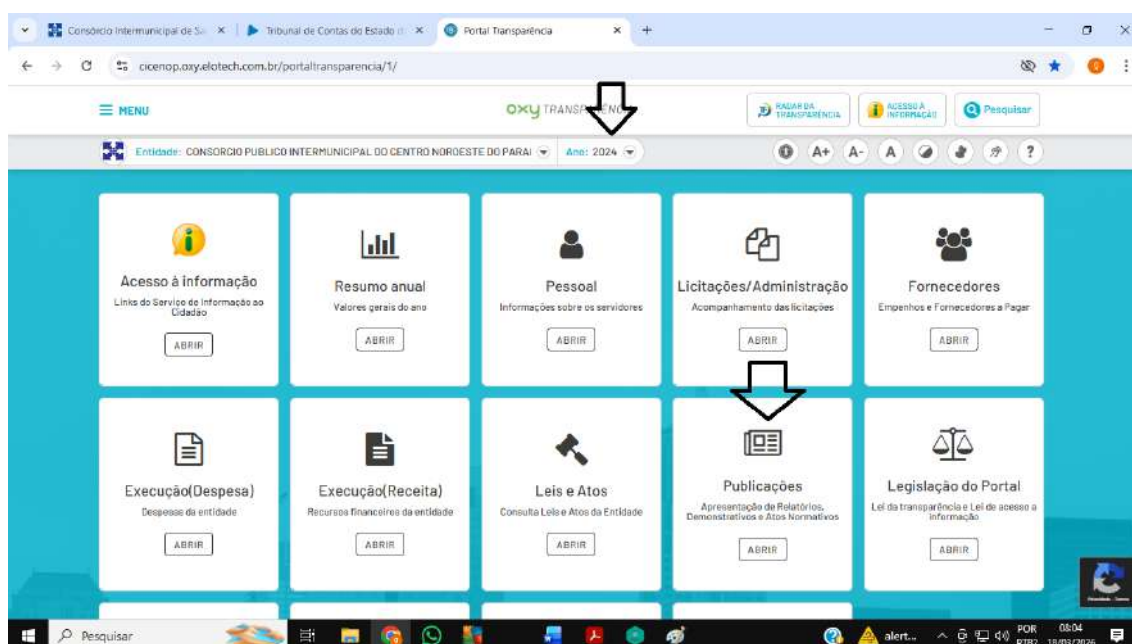 Consórcio Intermunicipal de Sa
Tribunal de Contas do Estado d
Portal Transparência
cicenop.oxy.elotech.com.br/portaltransparencia/1/
MENU
oxy TRANSPARÊNC
RADAR DA TRANSPARÊNCIA
ACESSO À INFORMAÇÃO
Pesquisar
Entidade: CONSORCIO PUBLICO INTERMUNICIPAL DO CENTRO NOROESTE DO PARAI
Ano: 2024
A+ A- A ?
Acesso à informação
Links do Serviço de Informação ao
Cidadão
ABRIR
Resumo anual
Valores gerais do ano
ABRIR
Pessoal
Informações sobre os servidores
ABRIR
Licitações/Administração
Acompanhamento das licitações
ABRIR
Fornecedores
Empenhos e Fornecedores a Pagar
ABRIR
Execução(Despesa)
Despesas da entidade
ABRIR
Execução(Receita)
Recursos financeiros da entidade
ABRIR
Leis e Atos
Consulta Leis e Atos da Entidade
ABRIR
Publicações
Apresentação de Relatórios,
Demonstrativos e Atos Normativos
ABRIR
Legislação do Portal
Lei da transparência e Lei de acesso a
informação
ABRIR
Pesquisar
alert...
POR
PTB2
08:04
18/03/2026